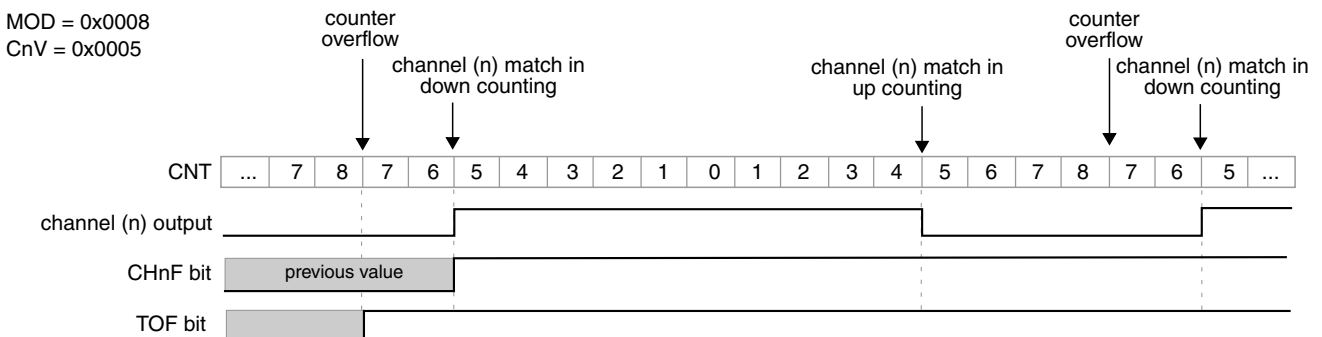 MOD = 0x0008
CnV = 0x0005
counter
overflow
channel (n) match in
down counting
channel (n) match in
up counting
counter
overflow
channel (n) match in
down counting
CNT ... 7 8 7 6 5 4 3 2 1 0 1 2 3 4 5 6 7 8 7 6 5 ...
channel (n) output
CHnF bit previous value
TOF bit